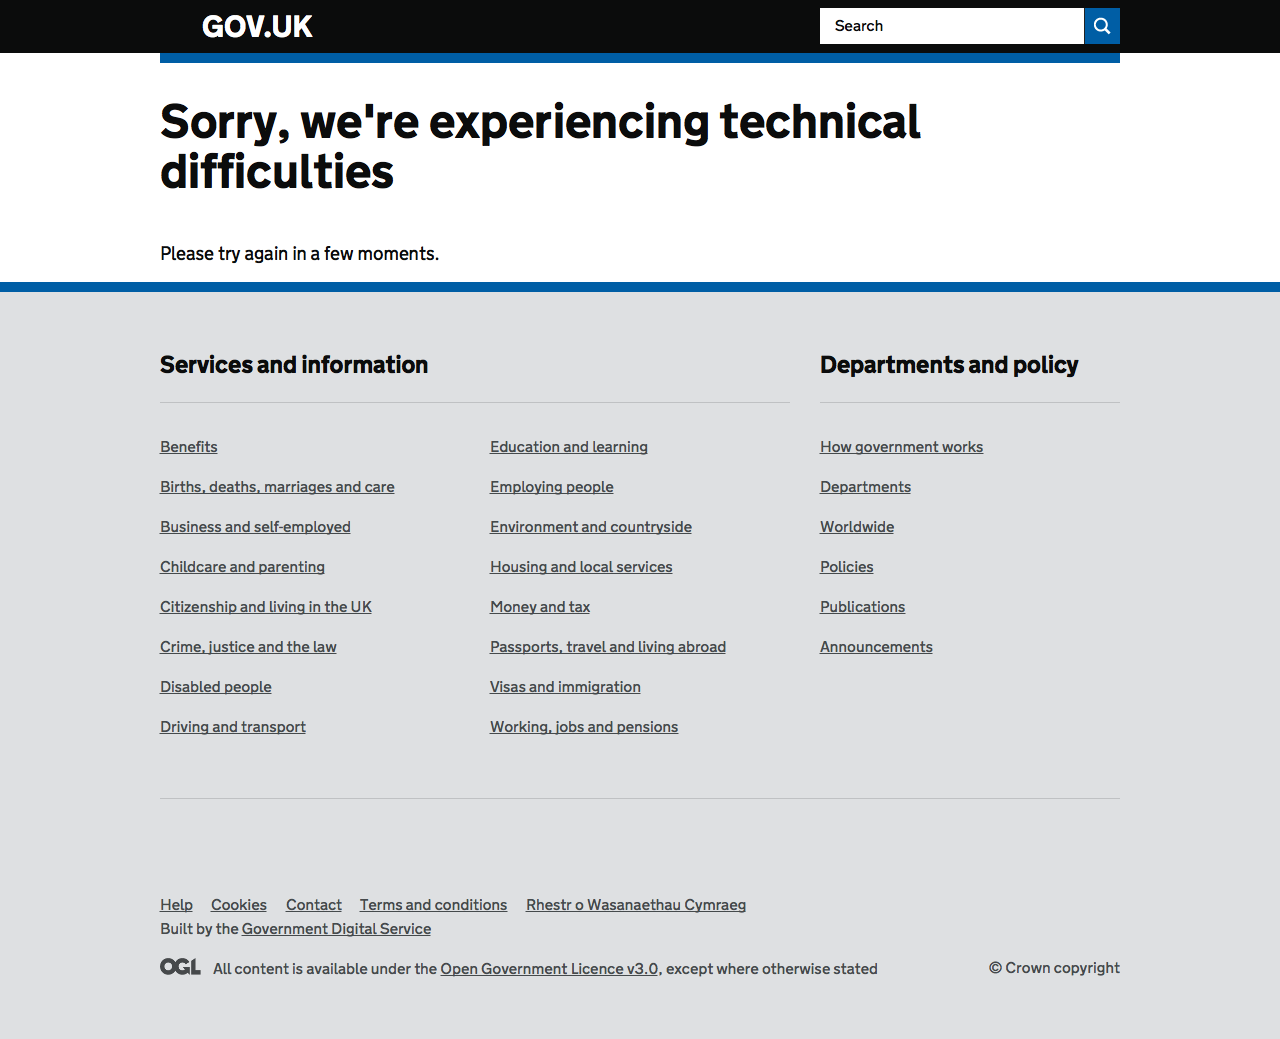 GOV.UK
Search
Sorry, we're experiencing technical
difficulties
Please try again in a few moments.
Services and information
Benefits
Births, deaths, marriages and care
Business and self-employed
Childcare and parenting
Citizenship and living in the UK
Crime, justice and the law
Disabled people
Driving and transport
Education and learning
Employing people
Environment and countryside
Housing and local services
Money and tax
Passports, travel and living abroad
Visas and immigration
Working, jobs and pensions
Departments and policy
How government works
Departments
Worldwide
Policies
Publications
Announcements
Help Cookies Contact Terms and conditions Rhestr o Wasanaethau Cymraeg
Built by the Government Digital Service
OGL All content is available under the Open Government Licence v3.0, except where otherwise stated
© Crown copyright